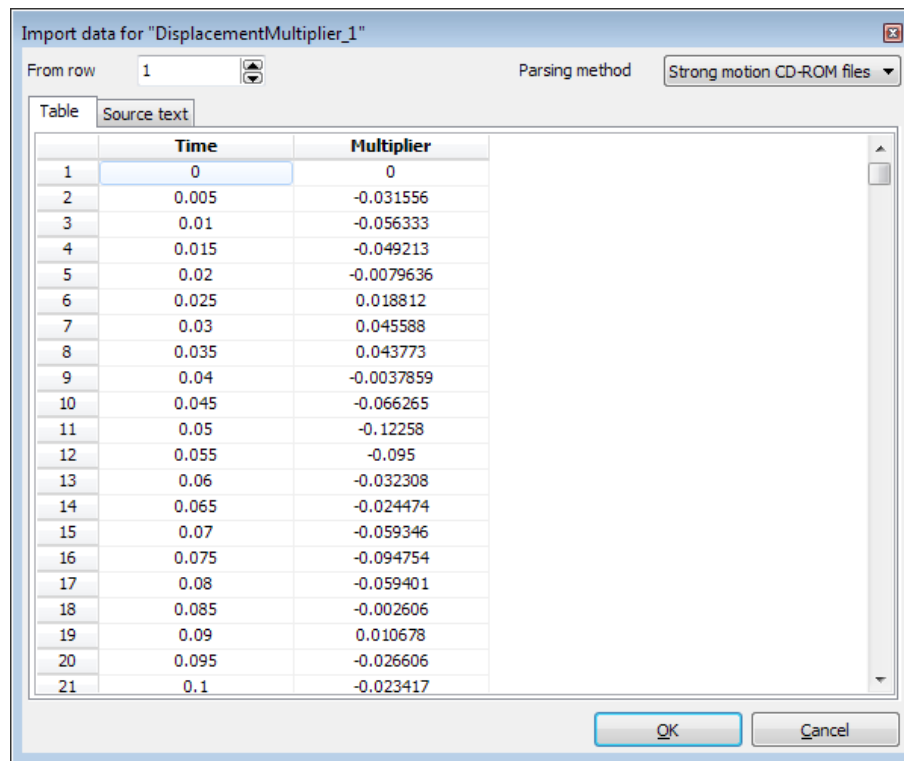 Import data for "DisplacementMultiplier_1"
From row 1 Parsing method Strong motion CD-ROM files
Table Source text
Time Multiplier
1 0 0
2 0.005 -0.031556
3 0.01 -0.056333
4 0.015 -0.049213
5 0.02 -0.0079636
6 0.025 0.018812
7 0.03 0.045588
8 0.035 0.043773
9 0.04 -0.0037859
10 0.045 -0.066265
11 0.05 -0.12258
12 0.055 -0.095
13 0.06 -0.032308
14 0.065 -0.024474
15 0.07 -0.059346
16 0.075 -0.094754
17 0.08 -0.059401
18 0.085 -0.002606
19 0.09 0.010678
20 0.095 -0.026606
21 0.1 -0.023417
OK Cancel